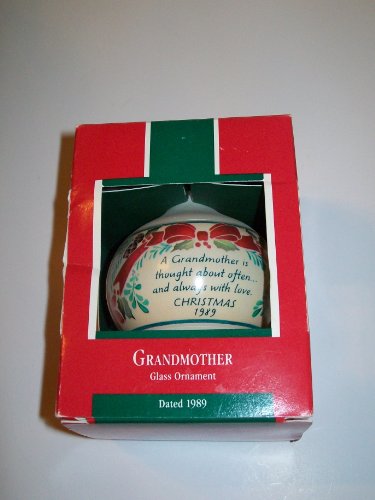 A Grandmother is
thought about often...
and always with love.
CHRISTMAS
1989
GRANDMOTHER
Glass Ornament
Dated 1989